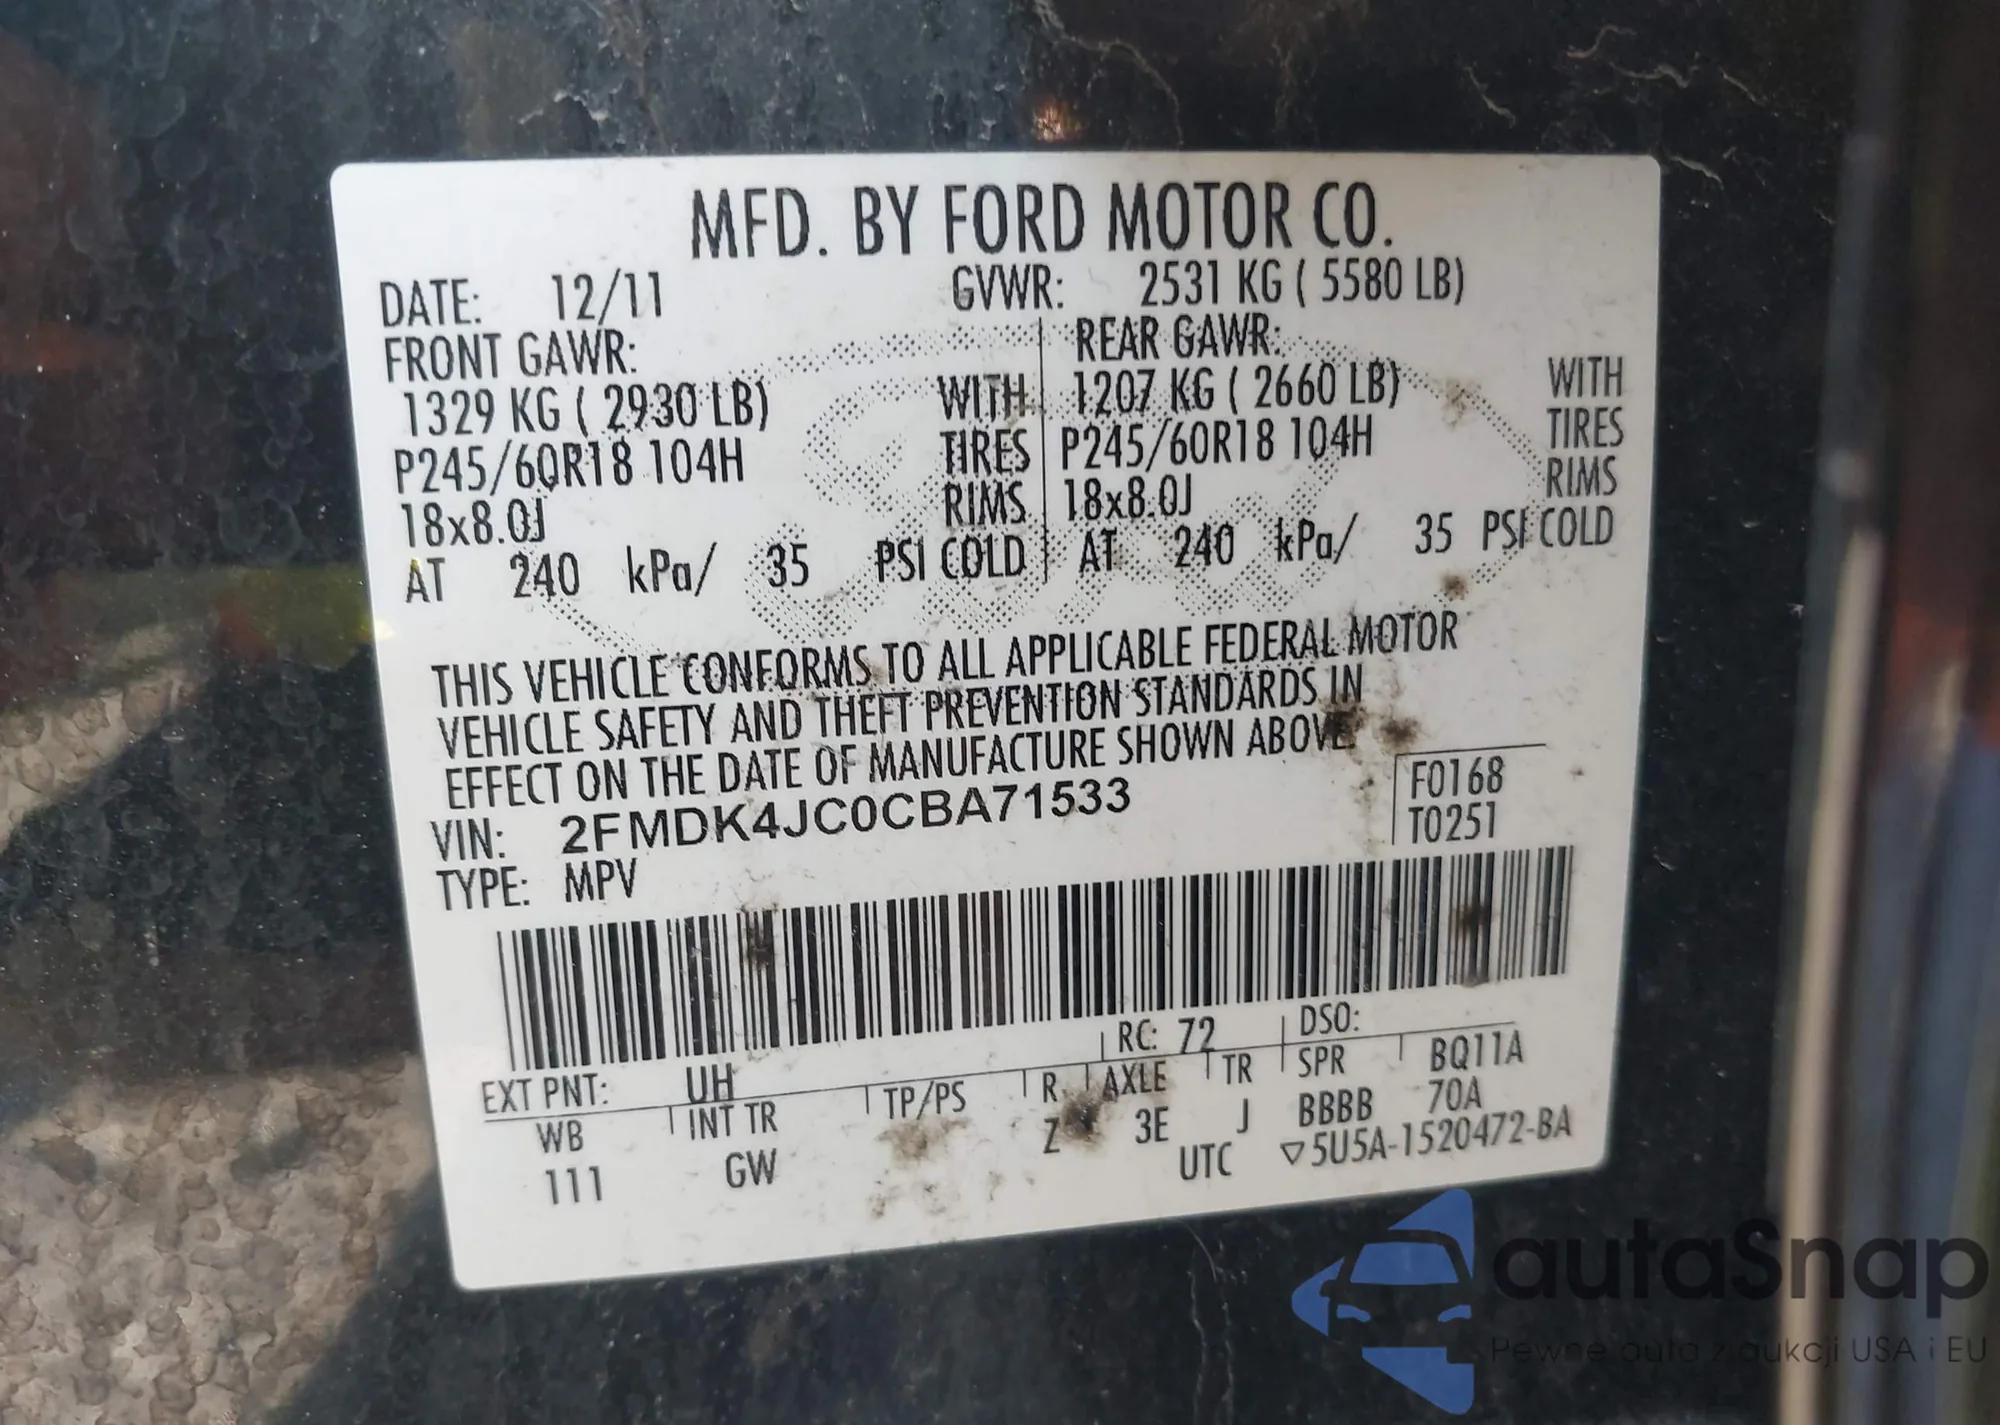 MFD. BY FORD MOTOR CO.
DATE: 12/11 GVWR: 2531 KG ( 5580 LB)
FRONT GAWR: REAR GAWR:
1329 KG ( 2930 LB) WITH 1207 KG ( 2660 LB) WITH
P245/60R18 104H TIRES P245/60R18 104H TIRES
18x8.0J RIMS 18x8.0J RIMS
AT 240 kPa/ 35 PSI COLD AT 240 kPa/ 35 PSI COLD
THIS VEHICLE CONFORMS TO ALL APPLICABLE FEDERAL MOTOR
VEHICLE SAFETY AND THEFT PREVENTION STANDARDS IN
EFFECT ON THE DATE OF MANUFACTURE SHOWN ABOVE.
VIN: 2FMDK4JC0CBA71533 F0168
TYPE: MPV T0251
RC: 72 DSO:
EXT PNT: UH
WB INT TR TP/PS R AXLE TR SPR BQ11A
111 GW Z 3E J BBBB 70A
UTC ▽5U5A-1520472-BA
autaSnap
Pewne auta z aukcji USA i EU